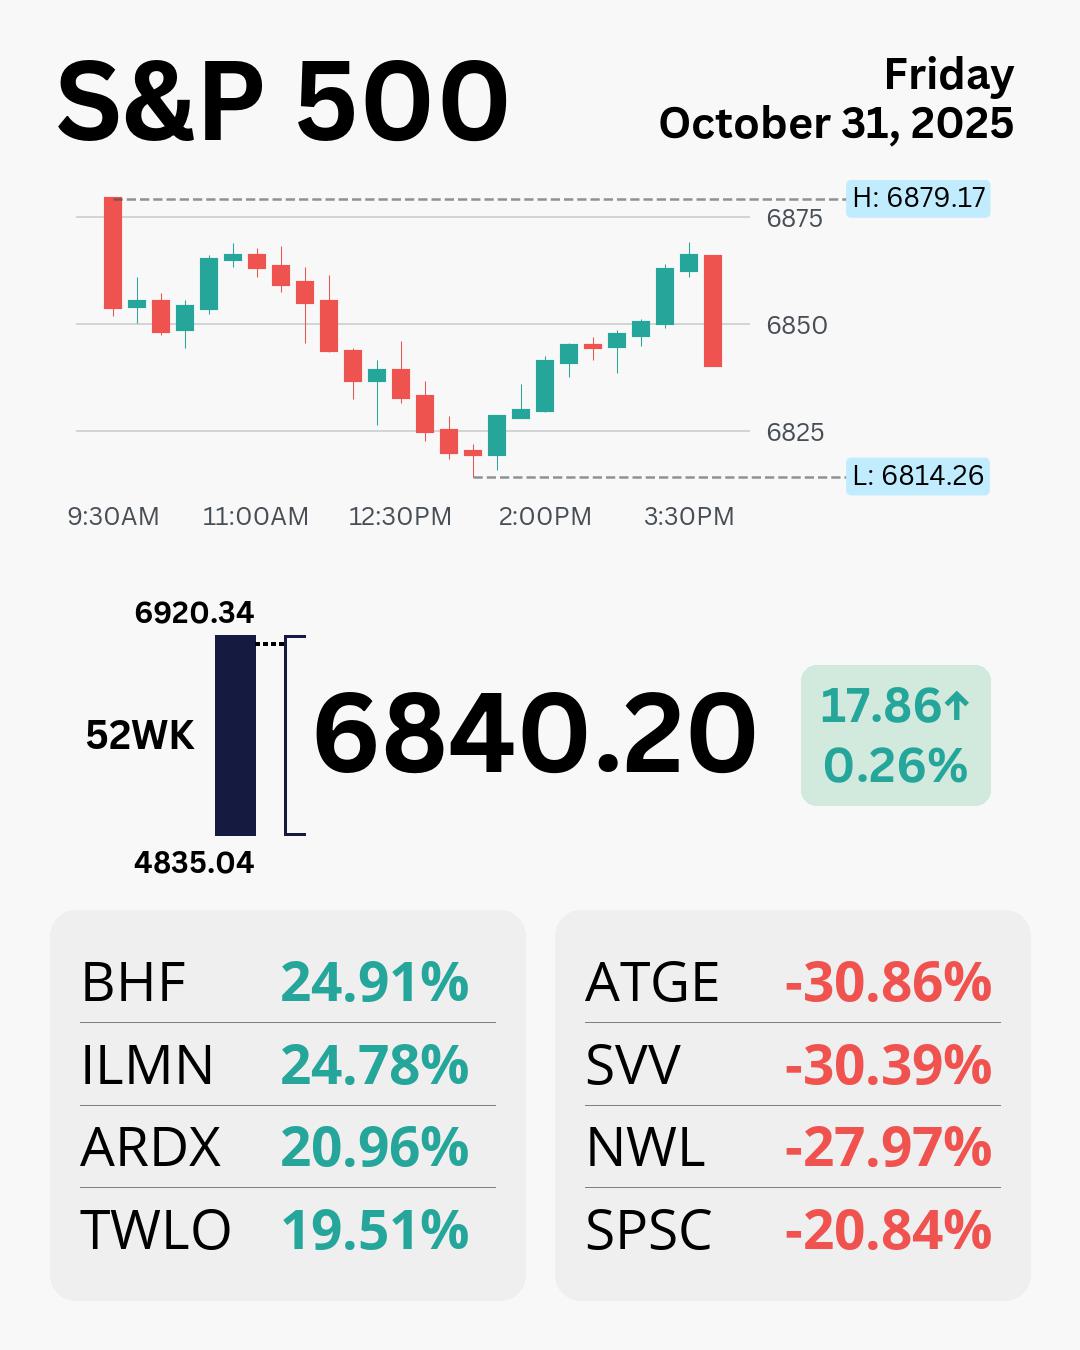 S&P 500
Friday
October 31, 2025
H: 6879.17
6875
6850
6825
L: 6814.26
9:30AM 11:00AM 12:30PM 2:00PM 3:30PM
6920.34
52WK
6840.20
17.86↑
0.26%
4835.04
BHF 24.91%
ILMN 24.78%
ARDX 20.96%
TWLO 19.51%
ATGE -30.86%
SVV -30.39%
NWL -27.97%
SPSC -20.84%